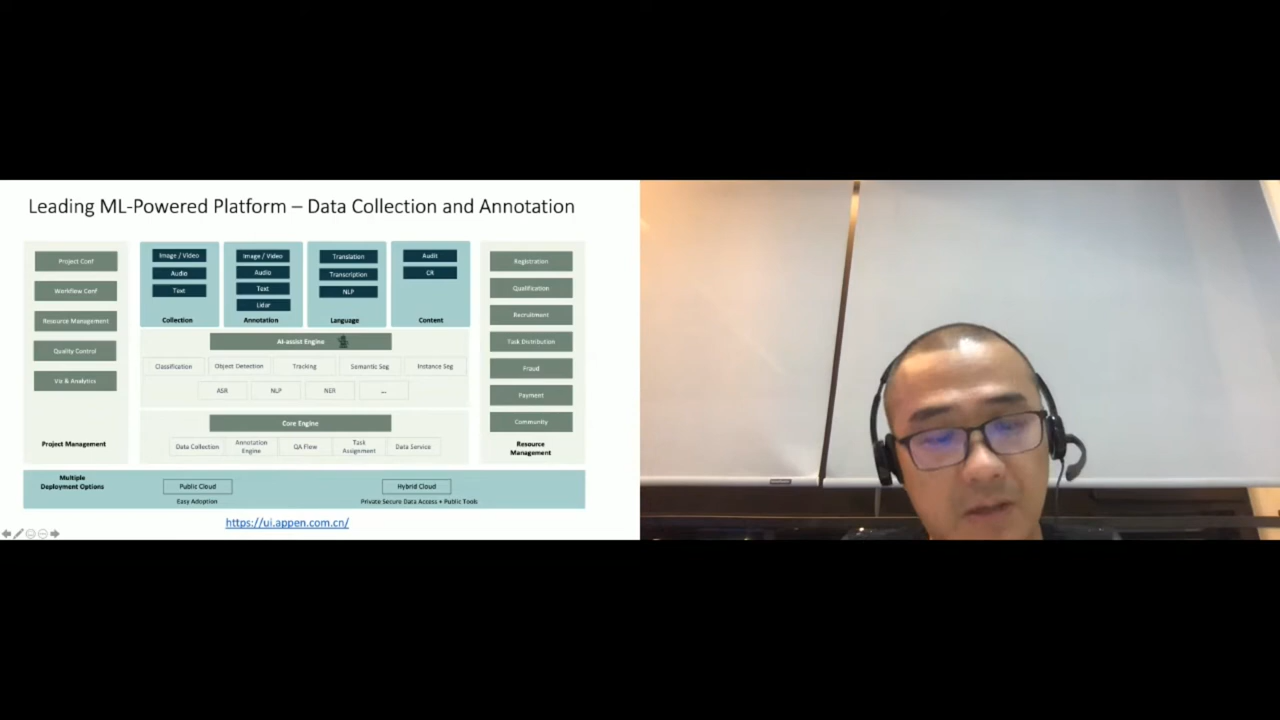 Leading ML-Powered Platform – Data Collection and Annotation
Project Conf
Workflow Conf
Resource Management
Quality Control
Viz & Analytics
Project Management
Image / Video
Audio
Text
Collection
Image / Video
Audio
Text
Lidar
Annotation
Translation
Transcription
NLP
Language
Audit
CR
Content
AI-assist Engine
Classification
Object Detection
Tracking
Semantic Seg
Instance Seg
ASR
NLP
NER
...
Core Engine
Data Collection
Annotation
Engine
QA Flow
Task
Assignment
Data Service
Registration
Qualification
Recruitment
Task Distribution
Fraud
Payment
Community
Resource
Management
Multiple
Deployment Options
Public Cloud
Easy Adoption
Hybrid Cloud
Private Secure Data Access + Public Tools
https://ui.appen.com.cn/